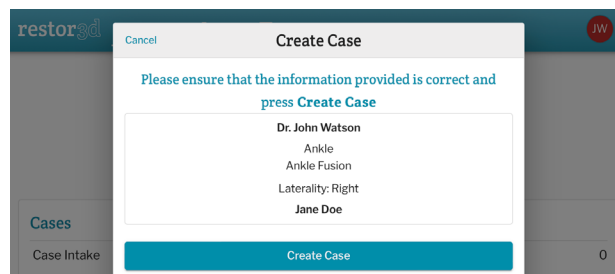 restor3d
JW
Cancel
Create Case
Please ensure that the information provided is correct and
press Create Case
Dr. John Watson
Ankle
Ankle Fusion
Laterality: Right
Jane Doe
Cases
Case Intake
0
Create Case